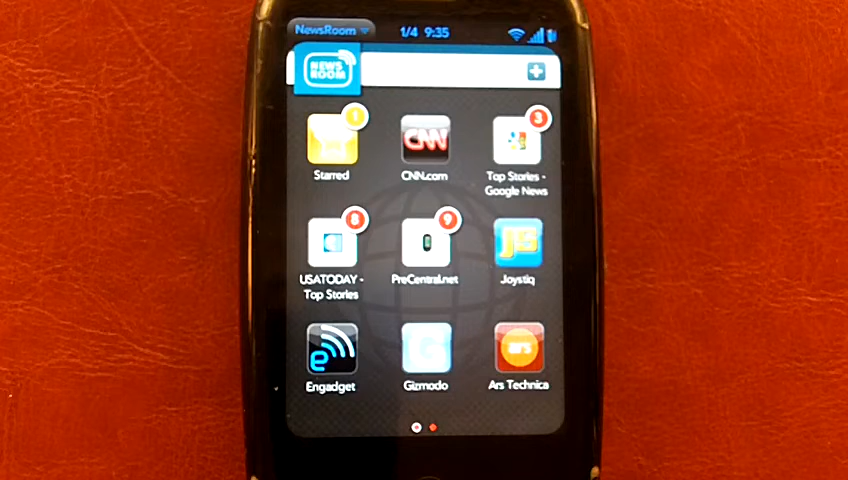 NewsRoom
1/4 9:35
NEWS
ROOM
1
3
Starred
CNN
CNN.com
Top Stories -
Google News
8
9
USATODAY -
Top Stories
PreCentral.net
JS
Joystiq
e
Engadget
G
Gizmodo
ars
Ars Technica